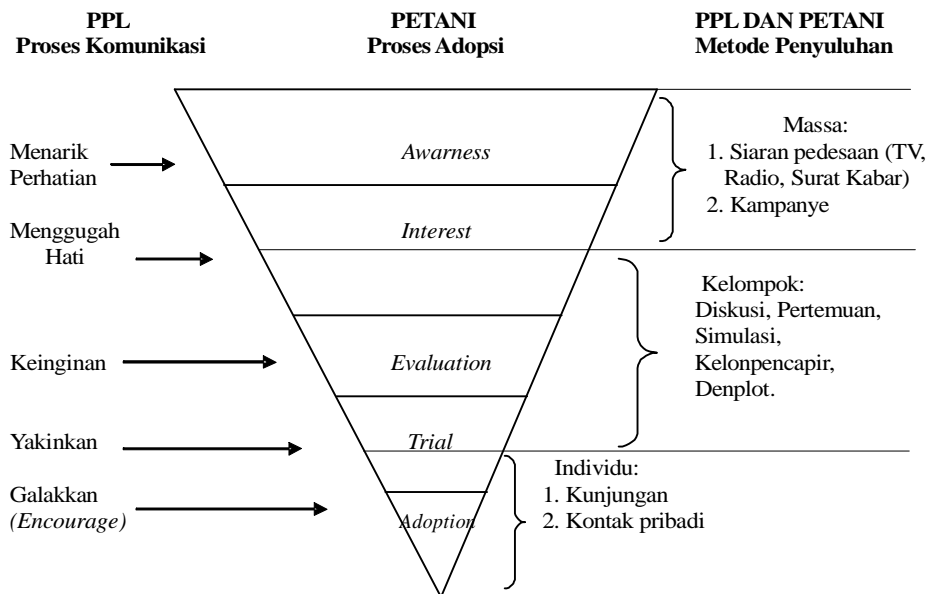 PPL
Proses Komunikasi
PETANI
Proses Adopsi
PPL DAN PETANI
Metode Penyuluhan
Menarik
Perhatian
Menggugah
Hati
Keinginan
Yakinkan
Galakkan
(Encourage)
Awarness
Interest
Evaluation
Trial
Adoption
Massa:
1. Siaran pedesaan (TV,
Radio, Surat Kabar)
2. Kampanye
Kelompok:
Diskusi, Pertemuan,
Simulasi,
Kelonpencapir,
Denplot.
Individu:
1. Kunjungan
2. Kontak pribadi